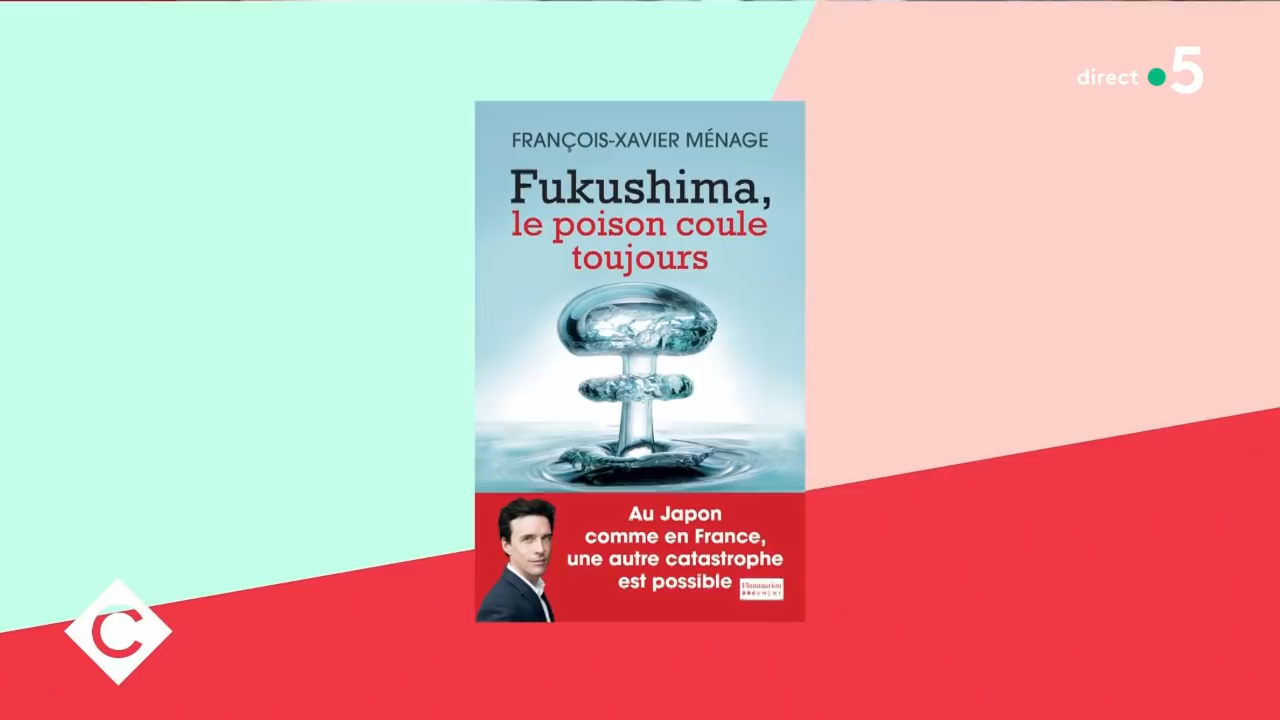 direct 5
FRANÇOIS-XAVIER MÉNAGE
Fukushima,
le poison coule
toujours
Au Japon
comme en France,
une autre catastrophe
est possible
Flammarion
DOCUMENT
C